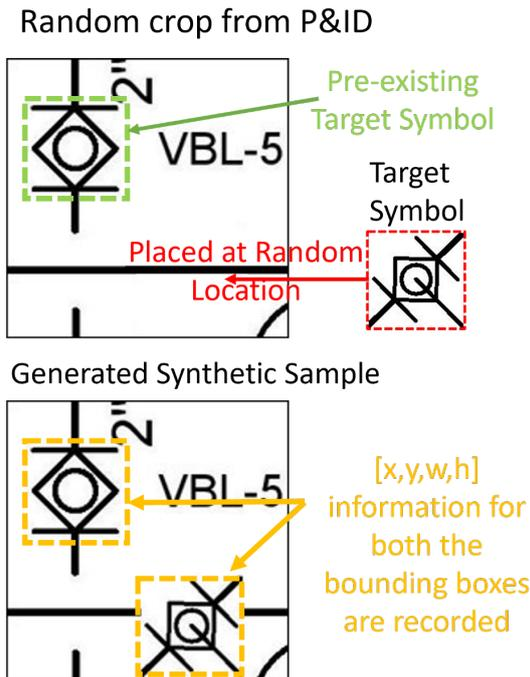 Random crop from P&ID
2"
Pre-existing
Target Symbol
VBL-5
Target
Symbol
Placed at Random
Location
Generated Synthetic Sample
2"
VBL-5
[x,y,w,h]
information for
both the
bounding boxes
are recorded